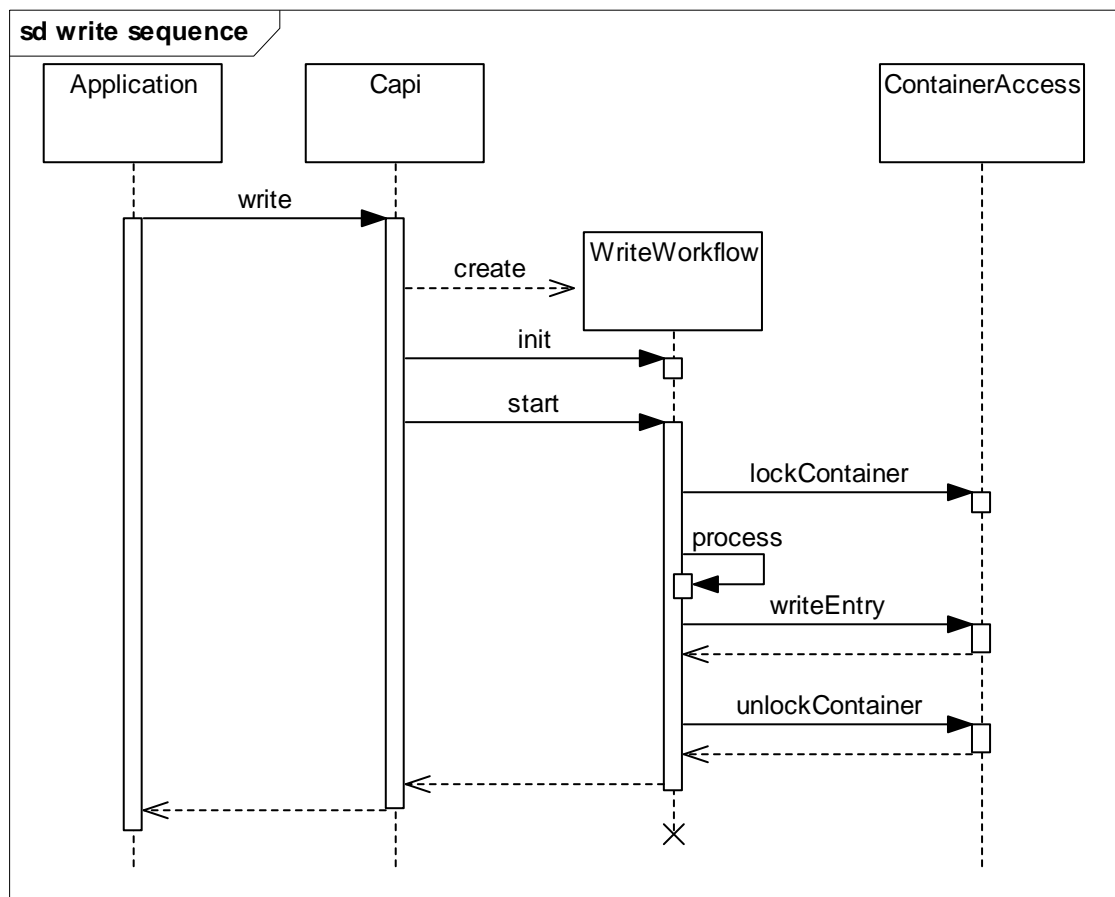 sd write sequence
Application
Capi
ContainerAccess
write
WriteWorkflow
create
init
start
lockContainer
process
writeEntry
unlockContainer